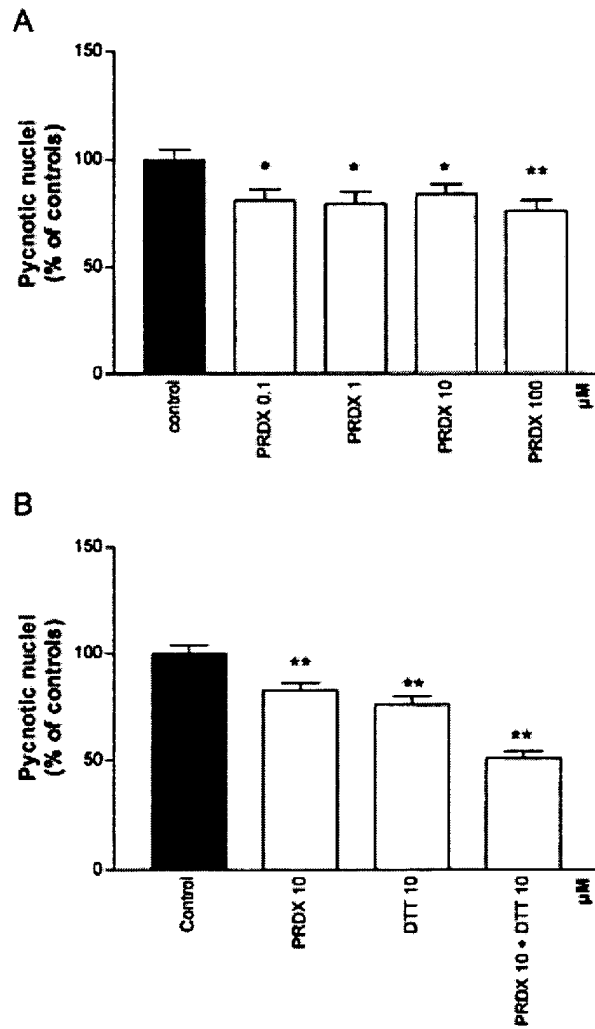 A
Pycnotic nuclei
(% of controls)
150
100
50
0
*
*
*
**
control
PRDX 0.1
PRDX 1
PRDX 10
PRDX 100
µM
B
Pycnotic nuclei
(% of controls)
150
100
50
0
**
**
**
Control
PRDX 10
DTT 10
PRDX 10 + DTT 10
µM